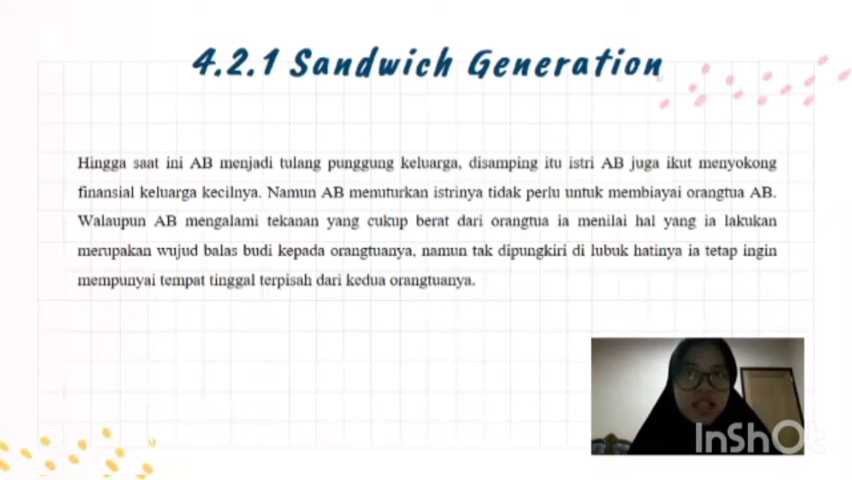 4.2.1 Sandwich Generation
Hingga saat ini AB menjadi tulang punggung keluarga, disamping itu istri AB juga ikut menyokong
finansial keluarga kecilnya. Namun AB menuturkan istrinya tidak perlu untuk membiayai orangtua AB.
Walaupun AB mengalami tekanan yang cukup berat dari orangtua ia menilai hal yang ia lakukan
merupakan wujud balas budi kepada orangtuanya, namun tak dipungkiri di lubuk hatinya ia tetap ingin
mempunyai tempat tinggal terpisah dari kedua orangtuanya.
InShOt